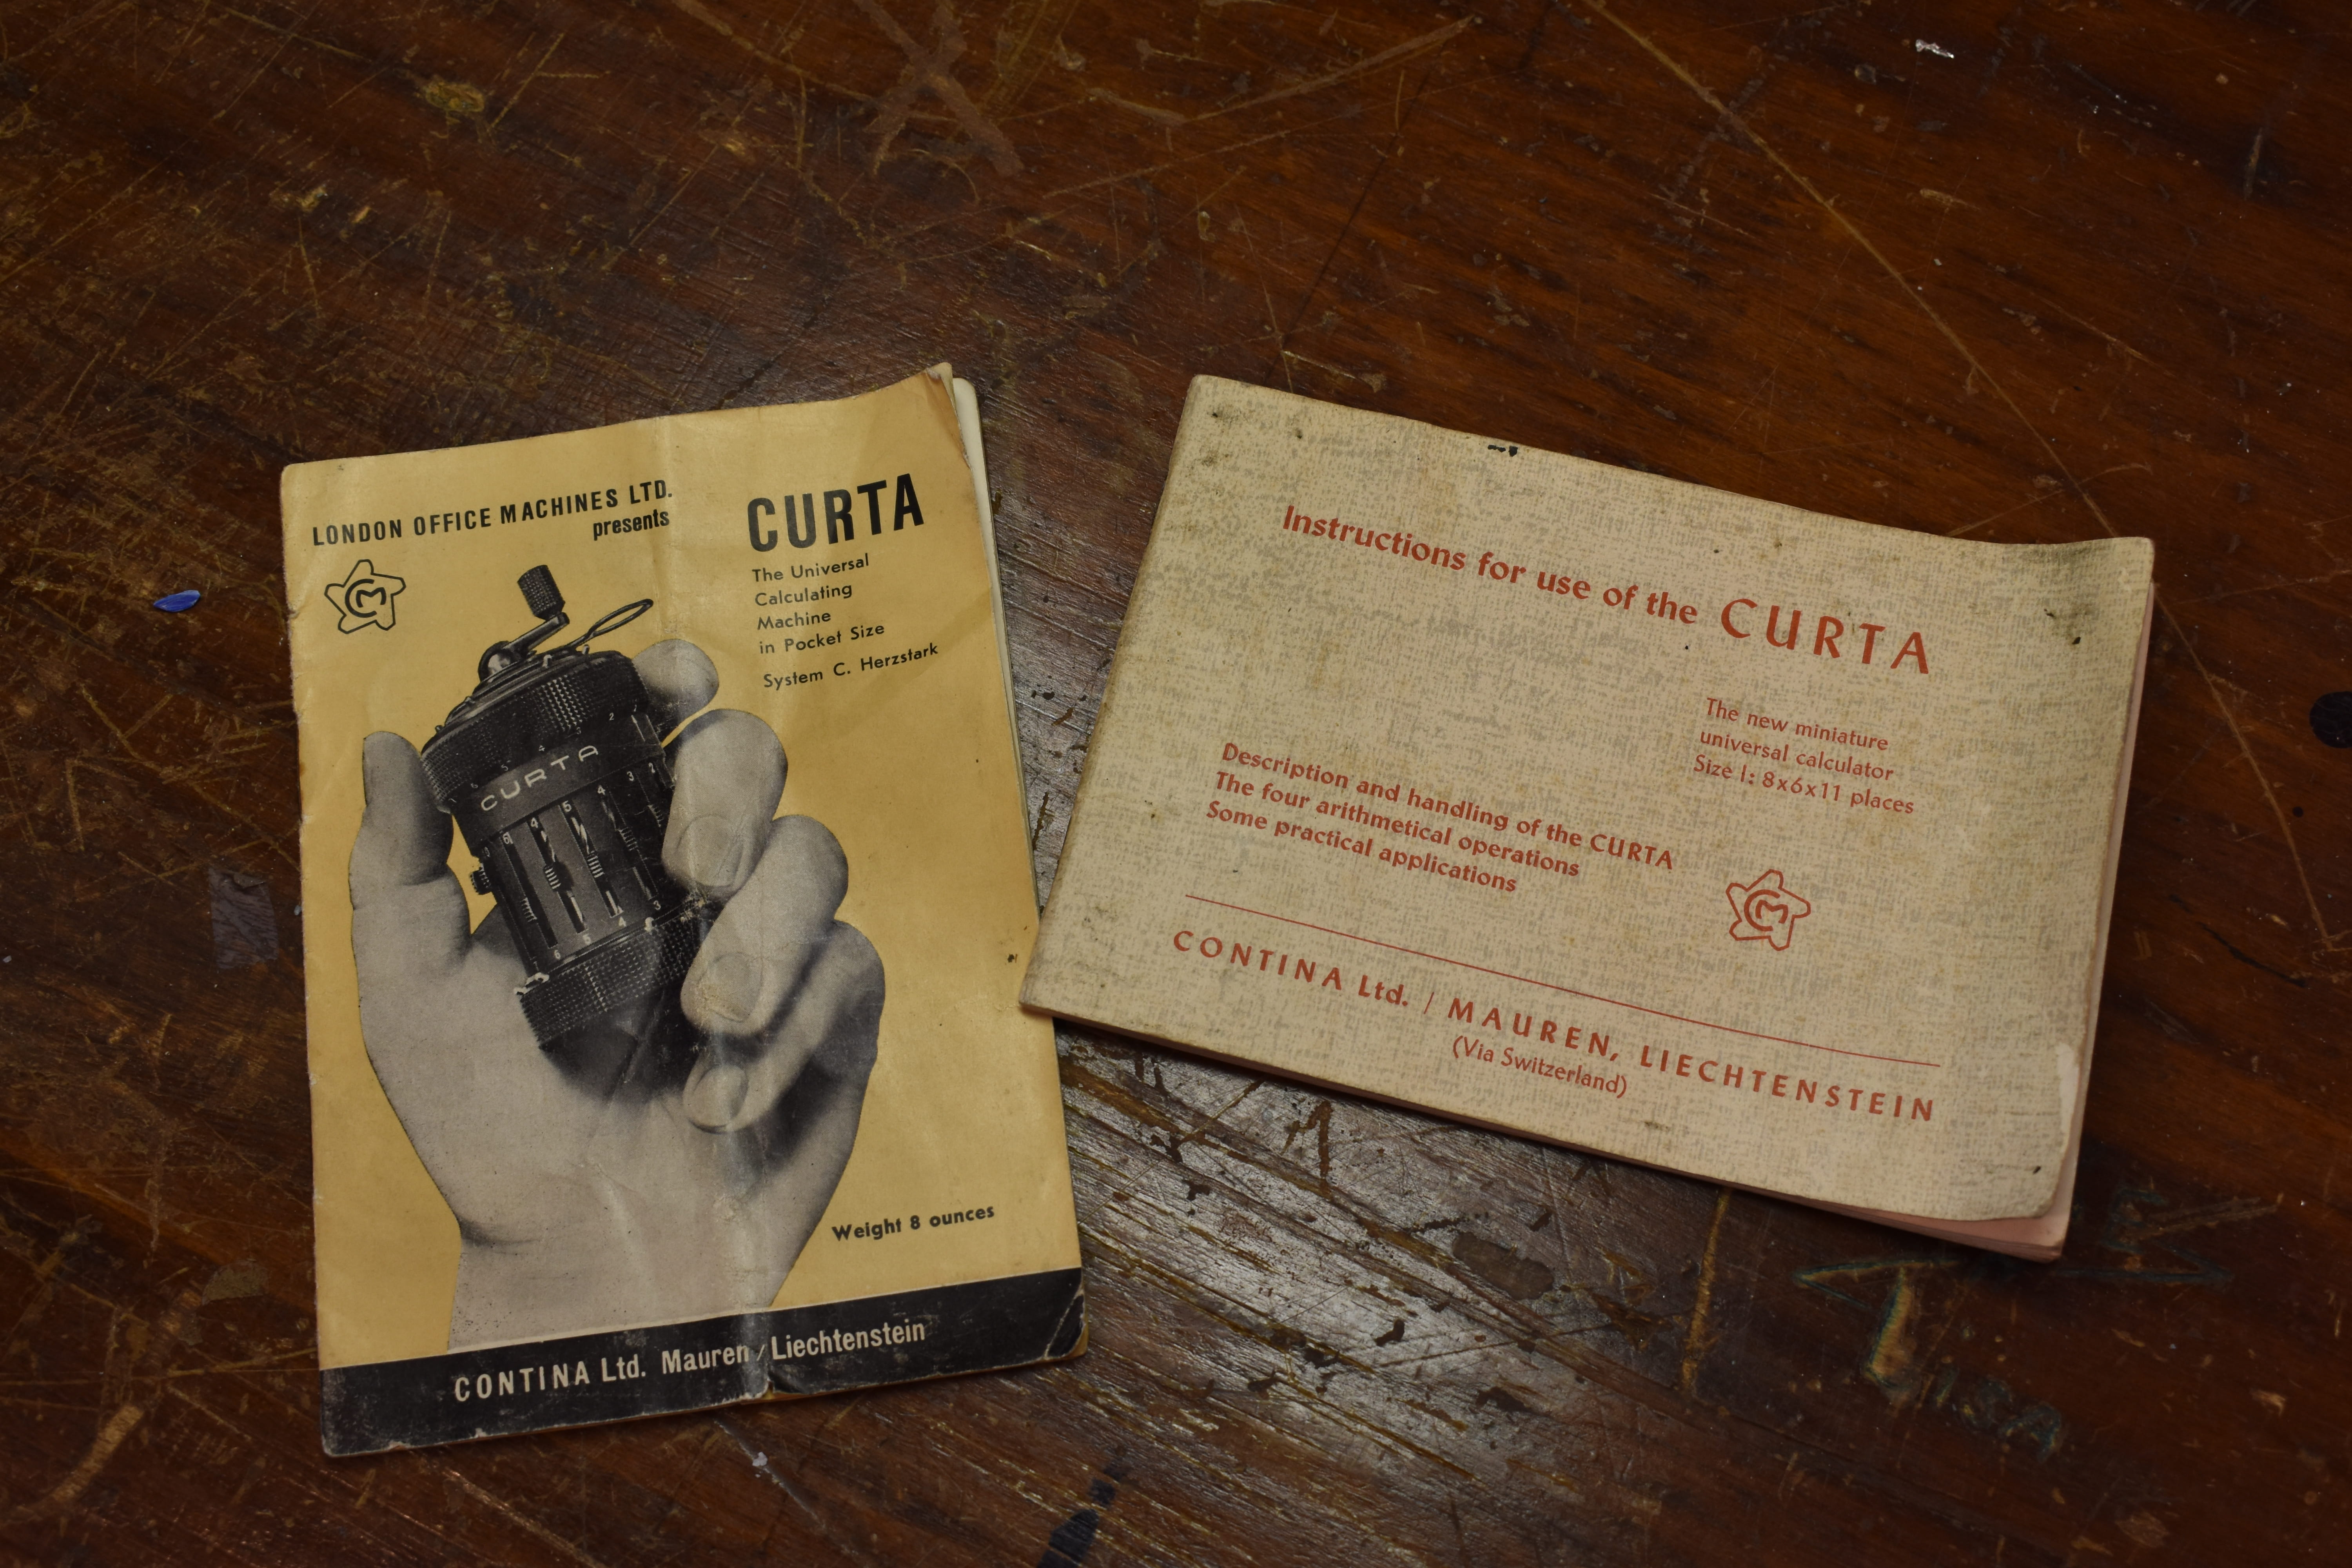 LONDON OFFICE MACHINES LTD.
presents
CURTA
The Universal
Calculating
Machine
in Pocket Size
System C. Herzstark
CM
CURTA
Weight 8 ounces
CONTINA Ltd. Mauren / Liechtenstein
Instructions for use of the CURTA
The new miniature
universal calculator
Size I: 8x6x11 places
Description and handling of the CURTA
The four arithmetical operations
Some practical applications
CM
CONTINA Ltd. / MAUREN, LIECHTENSTEIN
(Via Switzerland)